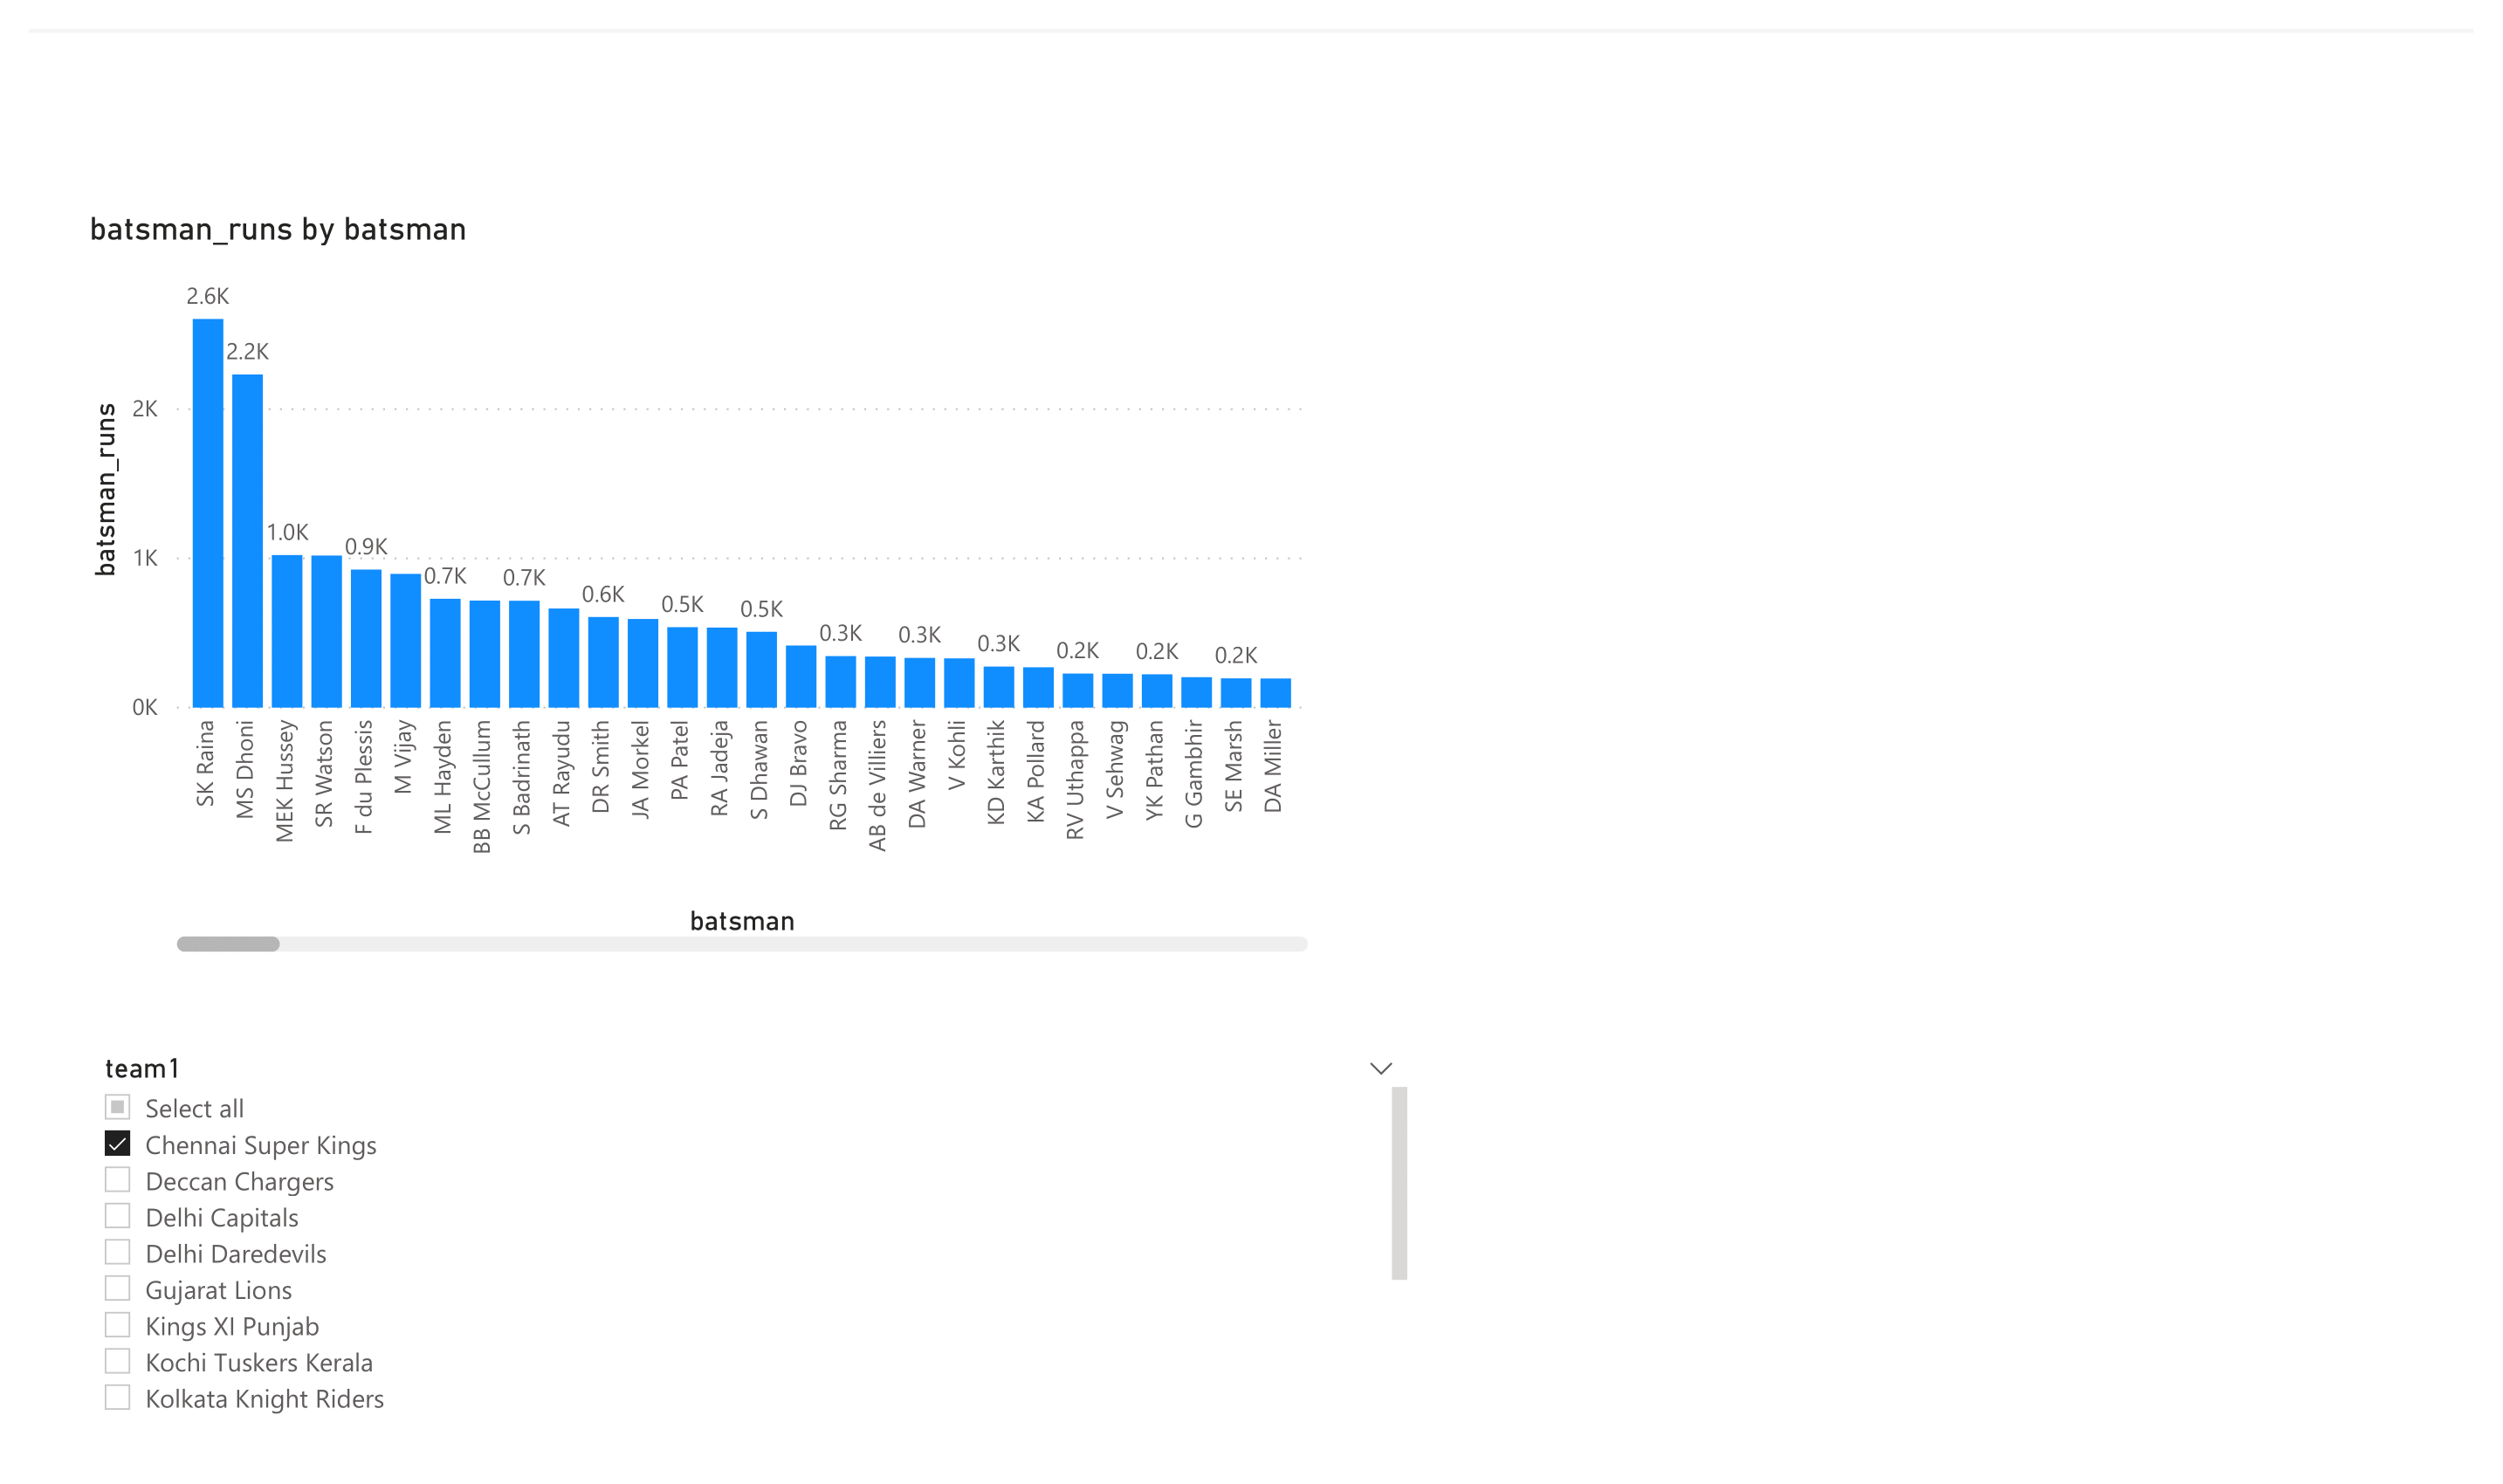 batsman_runs by batsman
2.6K
2.2K
2K
1.0K
0.9K
1K
0.7K
0.7K
0.6K
0.5K
0.5K
0.3K
0.3K
0.3K
0.2K
0.2K
0.2K
0K
batsman_runs
SK Raina
MS Dhoni
MEK Hussey
SR Watson
F du Plessis
M Vijay
ML Hayden
BB McCullum
S Badrinath
AT Rayudu
DR Smith
JA Morkel
PA Patel
RA Jadeja
S Dhawan
DJ Bravo
RG Sharma
AB de Villiers
DA Warner
V Kohli
KD Karthik
KA Pollard
RV Uthappa
V Sehwag
YK Pathan
G Gambhir
SE Marsh
DA Miller
batsman
team1
Select all
Chennai Super Kings
Deccan Chargers
Delhi Capitals
Delhi Daredevils
Gujarat Lions
Kings XI Punjab
Kochi Tuskers Kerala
Kolkata Knight Riders